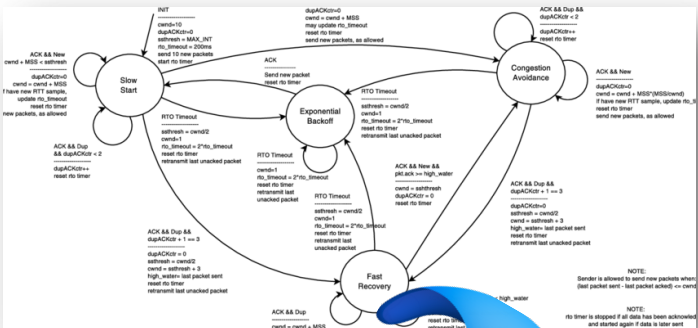 INIT
cwnd=10
dupACKctr=0
ssthresh = MAX_INT
rto_timeout = 200ms
send 10 new packets
start rto timer
dupACKctr=0
cwnd = cwnd + MSS
may update rto_timeout
reset rto timer
send new packets, as allowed
ACK && Dup &&
dupACKctr < 2
dupACKctr++
reset rto timer
ACK && New
cwnd + MSS < ssthresh
dupACKctr=0
cwnd = cwnd + MSS
if have new RTT sample,
update rto_timeout
reset rto timer
new packets, as allowed
Slow
Start
ACK
Send new packet
reset rto timer
Exponential
Backoff
Congestion
Avoidance
ACK && New
dupACKctr=0
cwnd = cwnd + MSS*(MSS/cwnd)
if have new RTT sample, update rto_ti
reset rto timer
send new packets, as allowed
RTO Timeout
ssthresh = cwnd/2
cwnd=1
rto_timeout = 2*rto_timeout
reset rto timer
retransmit last unacked packet
RTO Timeout
ssthresh = cwnd/2
cwnd=1
rto_timeout = 2*rto_timeout
reset rto timer
retransmit last unacked packet
ACK && Dup
&& dupACKctr < 2
dupACKctr++
reset rto timer
RTO Timeout
cwnd=1
rto_timeout = 2*rto_timeout
reset rto timer
retransmit last
unacked packet
ACK && New &&
pkt.ack >= high_water
cwnd = sshthresh
dupACKctr = 0
reset rto timer
RTO Timeout
ssthresh = cwnd/2
cwnd=1
rto_timeout = 2*rto_timeout
reset rto timer
retransmit last
unacked packet
ACK && Dup &&
dupACKctr + 1 == 3
dupACKctr=0
ssthresh = cwnd/2
cwnd = ssthresh + 3
high_water= last packet sent
reset rto timer
retransmit last unacked packet
ACK && Dup &&
dupACKctr + 1 == 3
dupACKctr = 0
ssthresh = cwnd/2
cwnd = ssthresh + 3
high_water= last packet sent
reset rto timer
retransmit last unacked packet
Fast
Recovery
ACK && Dup
cwnd = cwnd + MSS
< high_water
reset rto
NOTE:
Sender is allowed to send new packets when:
(last packet sent - last packet acked) <= cwnd
NOTE:
rto timer is stopped if all data has been acknowled
and started again if data is later sent